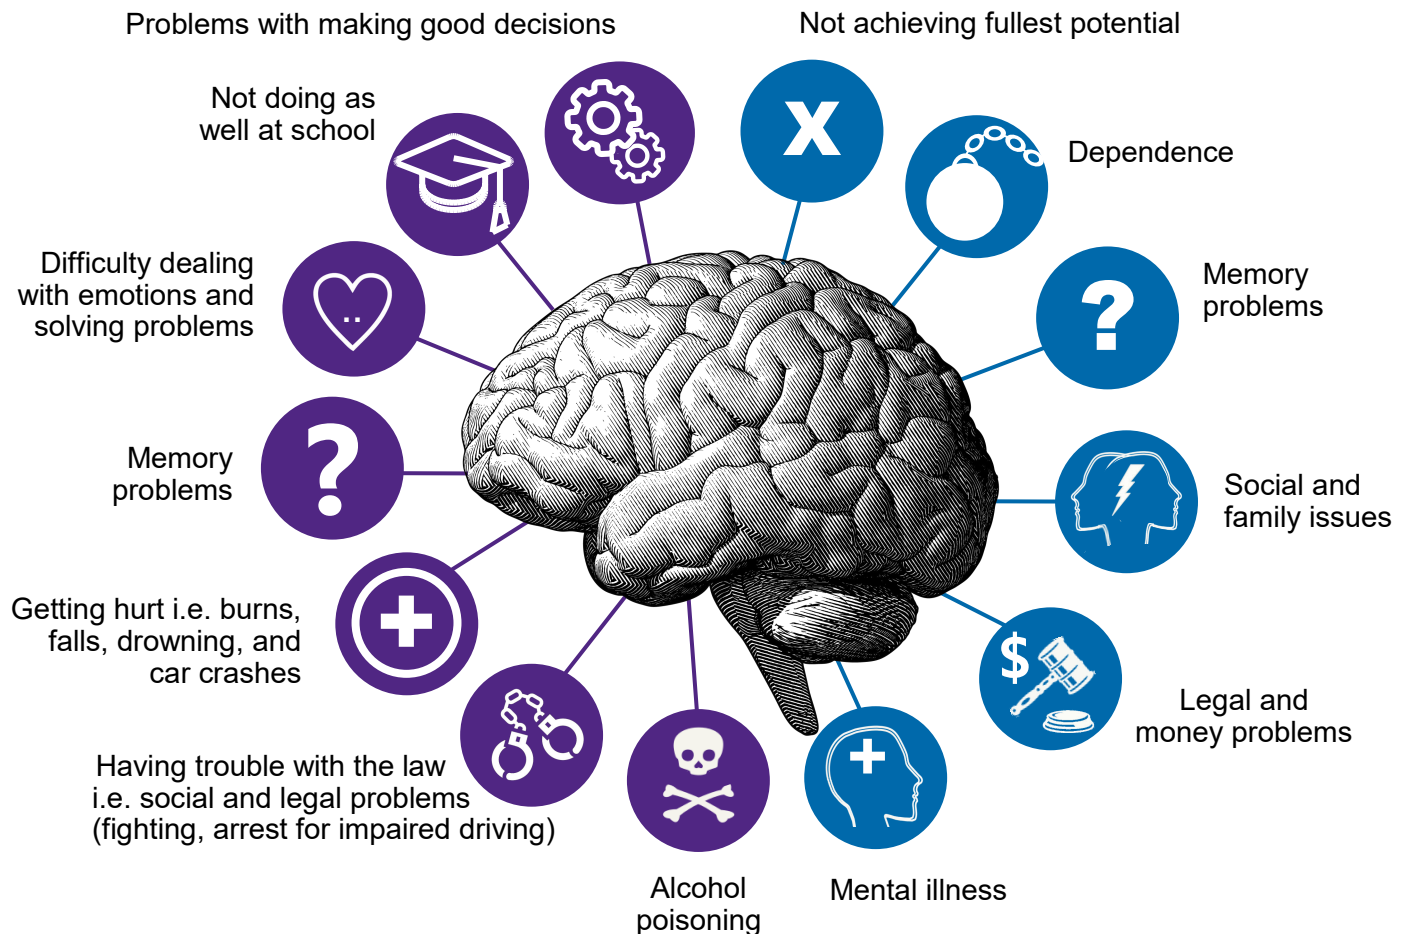 Problems with making good decisions
Not achieving fullest potential
Not doing as
well at school
X
Dependence
Difficulty dealing
with emotions and
solving problems
..
?
Memory
problems
?
Memory
problems
Social and
family issues
Getting hurt i.e. burns,
falls, drowning, and
car crashes
$
Legal and
money problems
Having trouble with the law
i.e. social and legal problems
(fighting, arrest for impaired driving)
Alcohol
poisoning
Mental illness